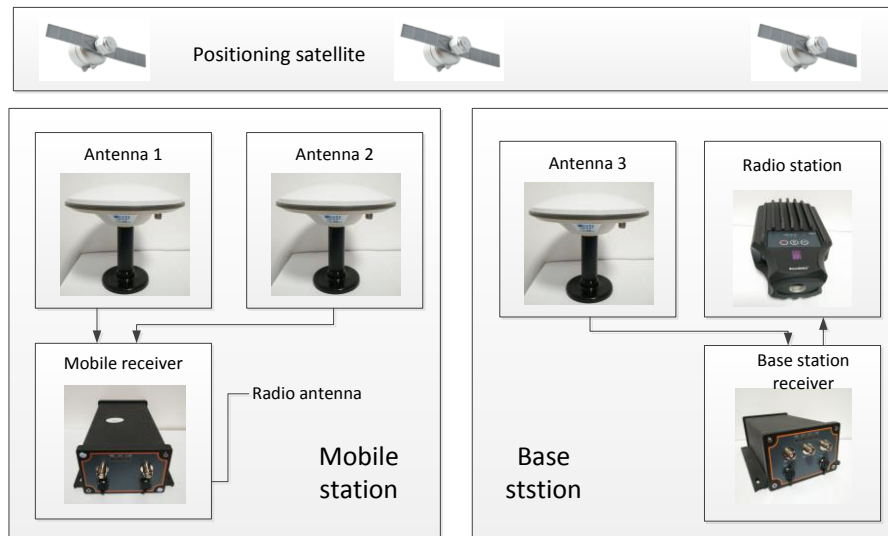 Positioning satellite
Antenna 1
Antenna 2
Antenna 3
Radio station
Mobile receiver
Radio antenna
Mobile
station
Base station
receiver
Base
ststion